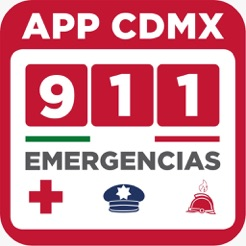 APP CDMX
911
EMERGENCIAS